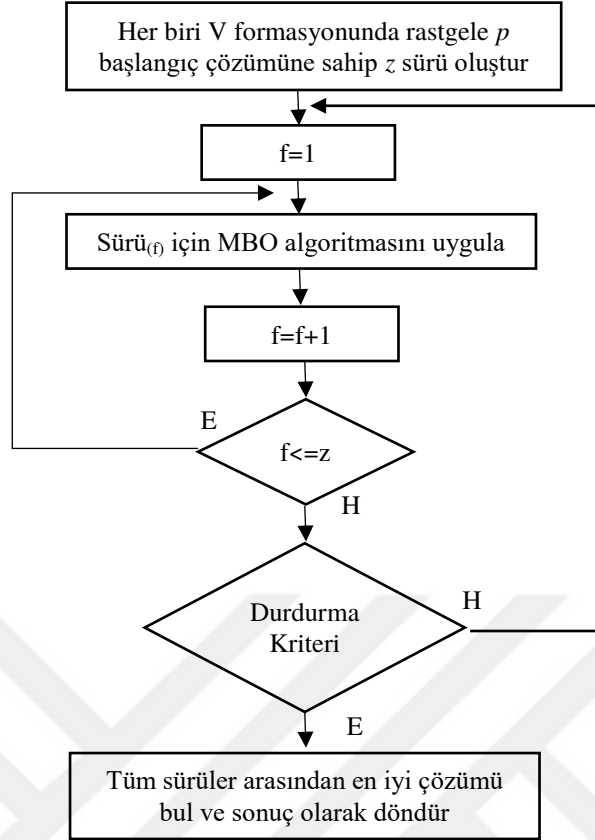 Her biri V formasyonunda rastgele p
başlangıç çözümüne sahip z sürü oluştur
f=1
Sürü(f) için MBO algoritmasını uygula
f=f+1
E
f<=z
H
Durdurma
Kriteri
H
E
Tüm sürüler arasından en iyi çözümü
bul ve sonuç olarak döndür